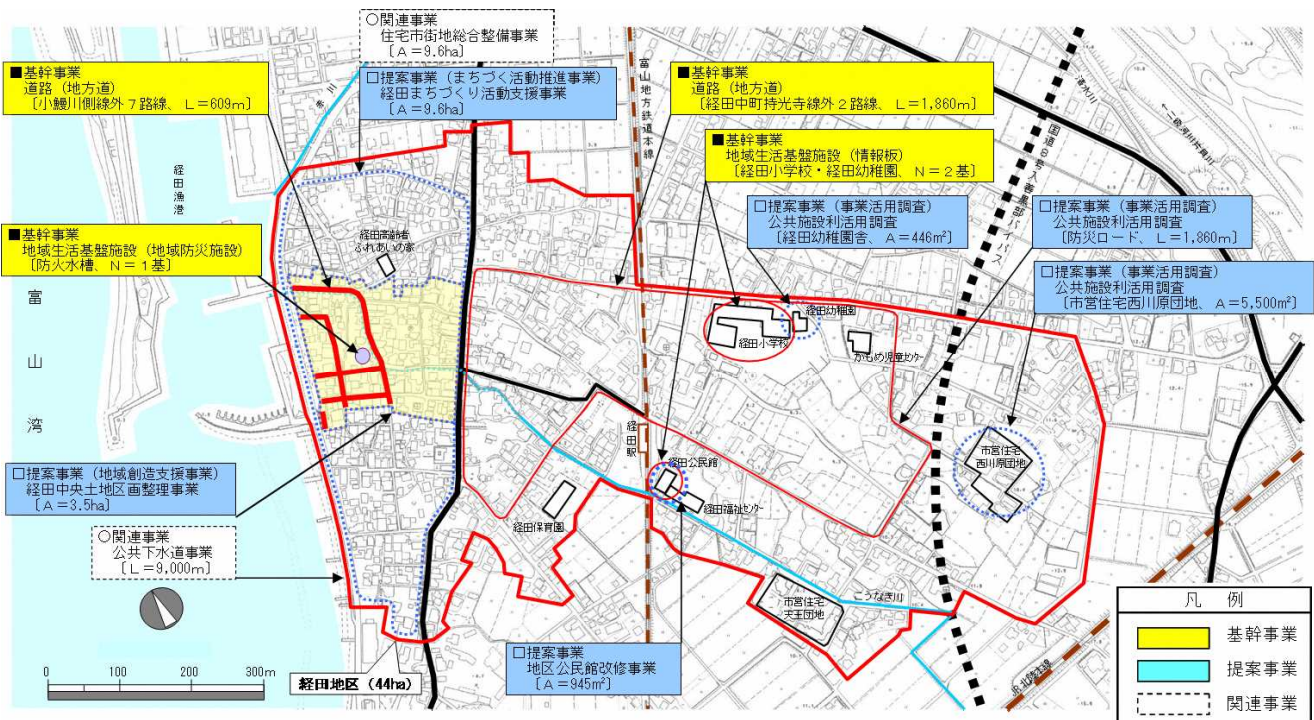 ○関連事業
住宅市街地総合整備事業
〔A=9.6ha〕
■基幹事業
道路（地方道）
〔小鰻川側線外７路線、L=609m〕
□提案事業（まちづくり活動推進事業）
経田まちづくり活動支援事業
〔A=9.6ha〕
■基幹事業
道路（地方道）
〔経田中町持光寺線外２路線、L=1,860m〕
■基幹事業
地域生活基盤施設（情報板）
〔経田小学校・経田幼稚園、N=２基〕
□提案事業（事業活用調査）
公共施設利活用調査
〔経田幼稚園舎、A=446m²〕
□提案事業（事業活用調査）
公共施設利活用調査
〔防災ロード、L=1,860m〕
□提案事業（事業活用調査）
公共施設利活用調査
〔市営住宅西川原団地、A=5,500m²〕
■基幹事業
地域生活基盤施設（地域防災施設）
〔防火水槽、N=１基〕
□提案事業（地域創造支援事業）
経田中央土地区画整理事業
〔A=3.5ha〕
○関連事業
公共下水道事業
〔L=9,000m〕
□提案事業
地区公民館改修事業
〔A=945m²〕
経田漁港
富山湾
富山地方鉄道本線
国道8号入善黒部バイパス
経田高齢者
ふれあいの家
経田小学校
経田幼稚園
かもめ児童センター
経田駅
経田公民館
経田福祉センター
経田保育園
市営住宅
西川原団地
市営住宅
天王団地
こうなぎ川
JR北陸本線
経田地区（44ha）
0 100 200 300m
凡　例
基幹事業
提案事業
関連事業